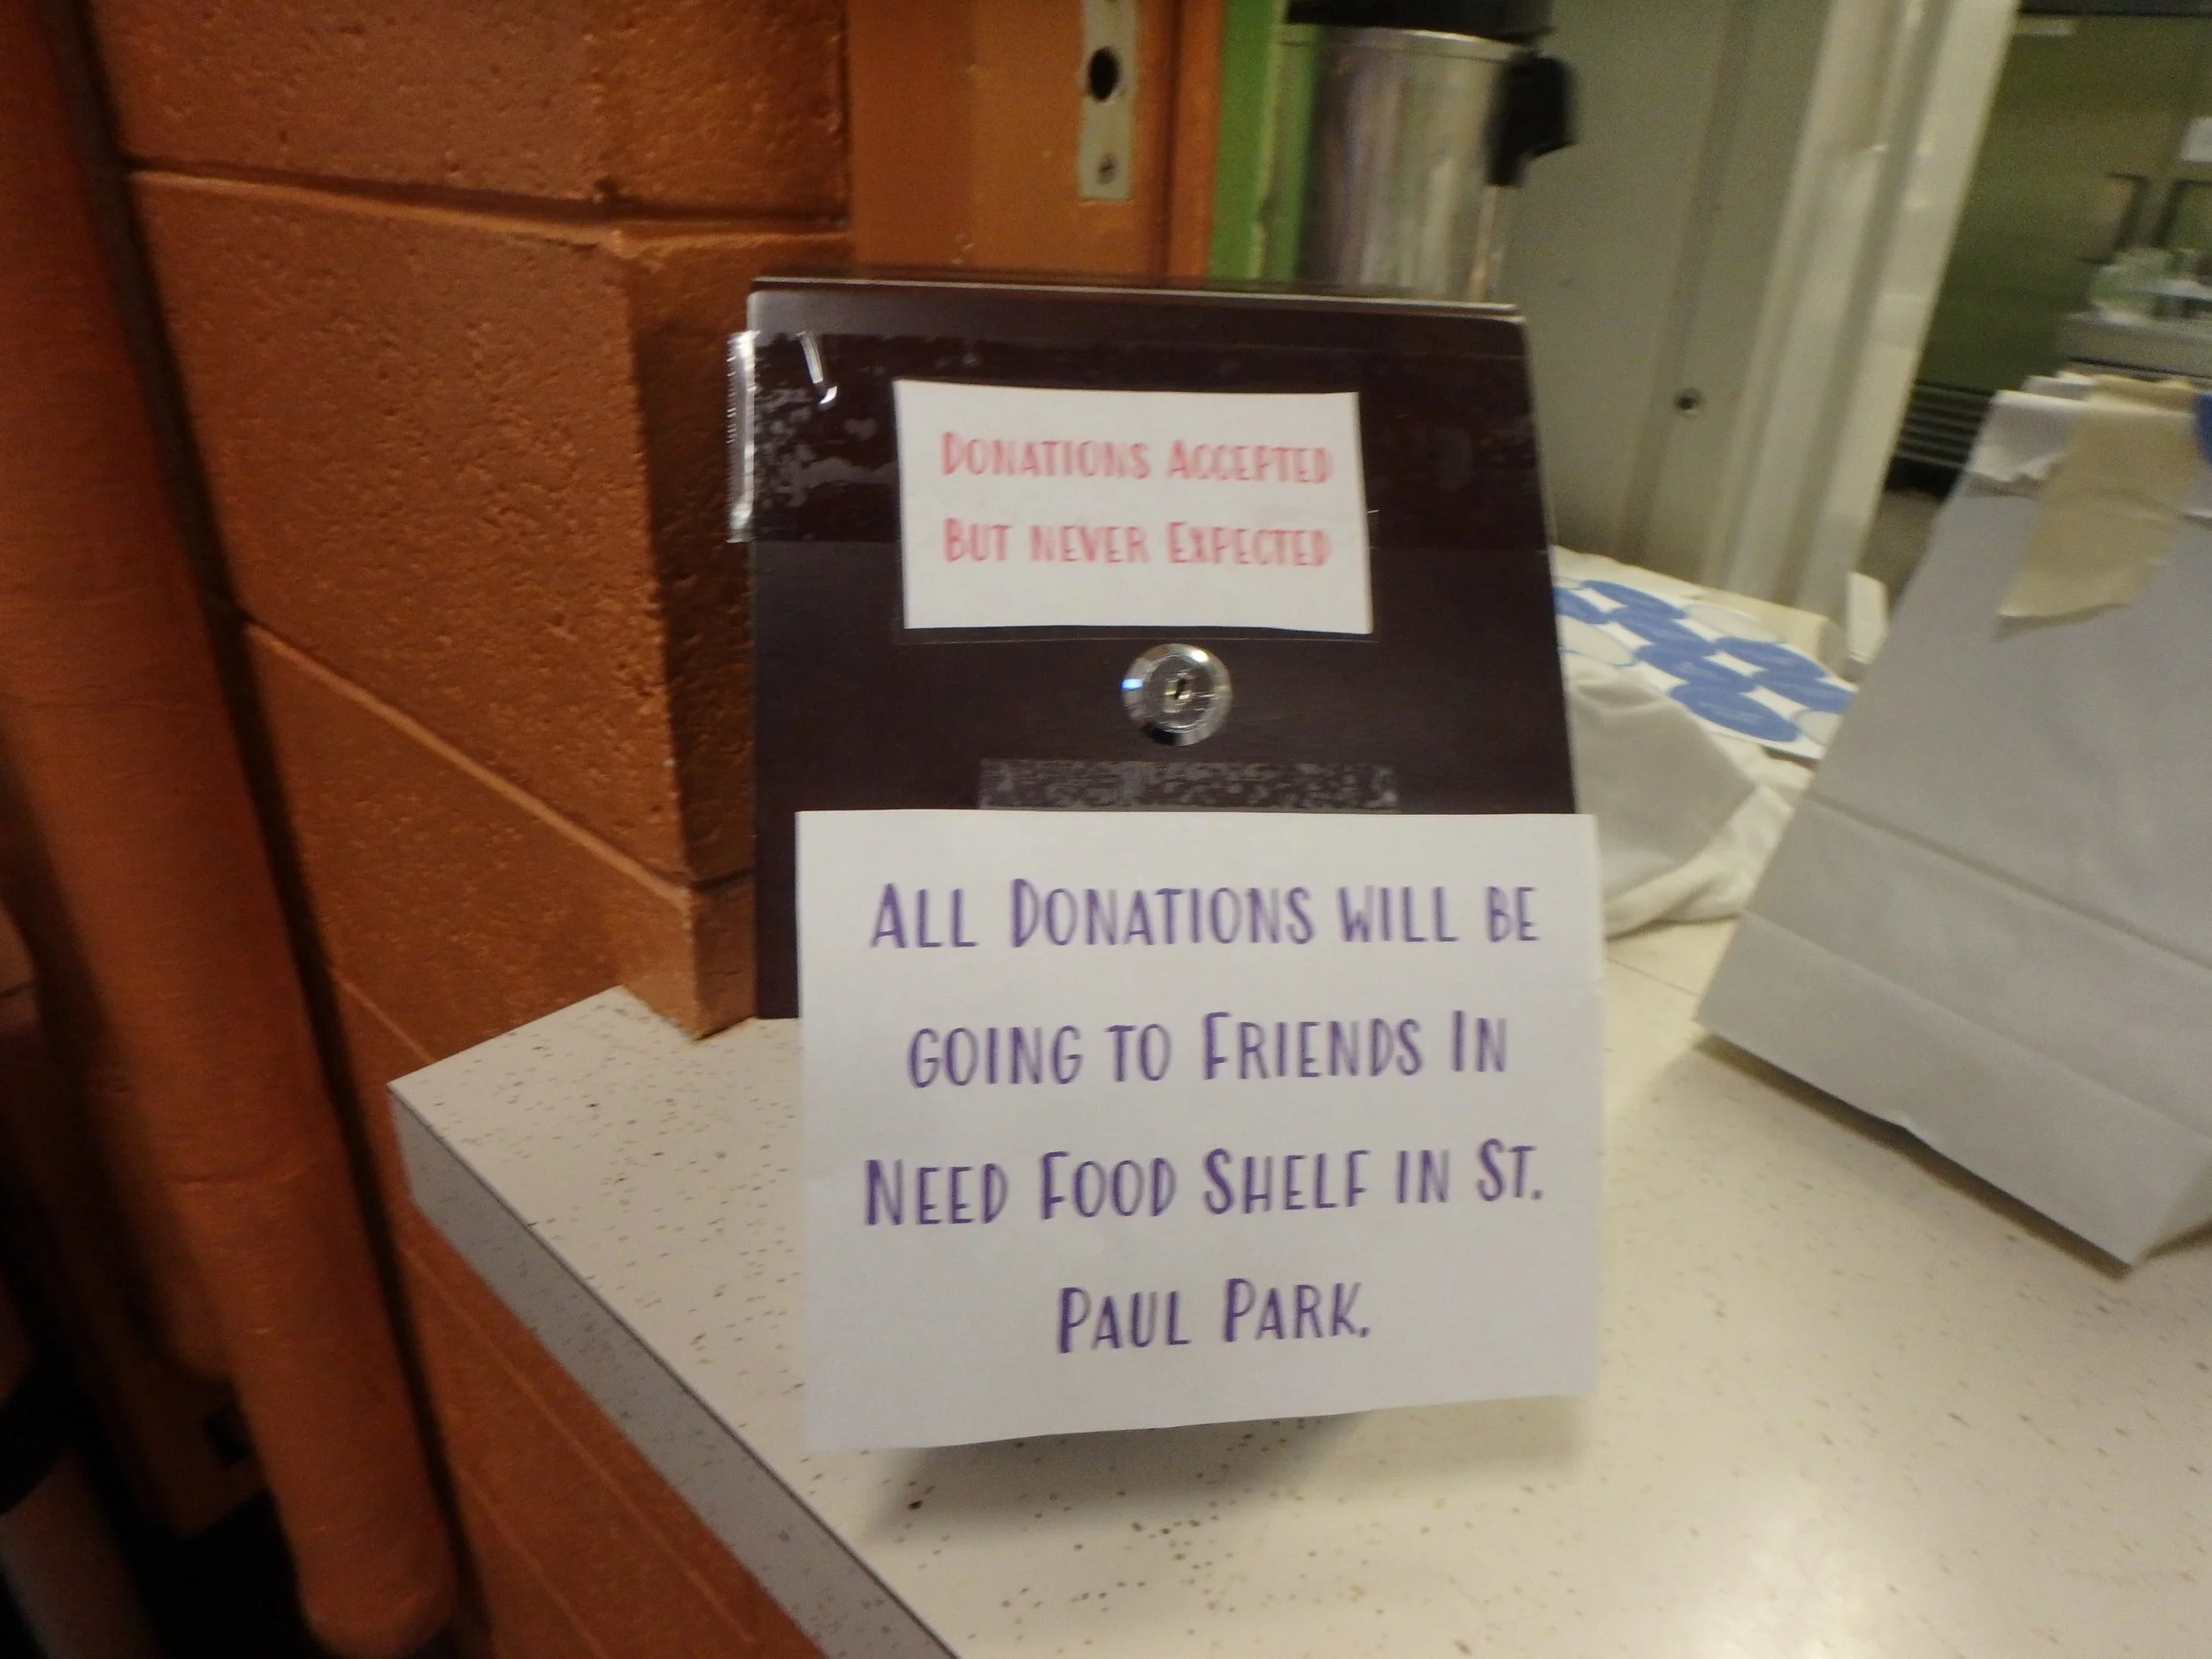 Donations Accepted
But never Expected
All Donations will be
going to Friends In
Need Food Shelf in St.
Paul Park.